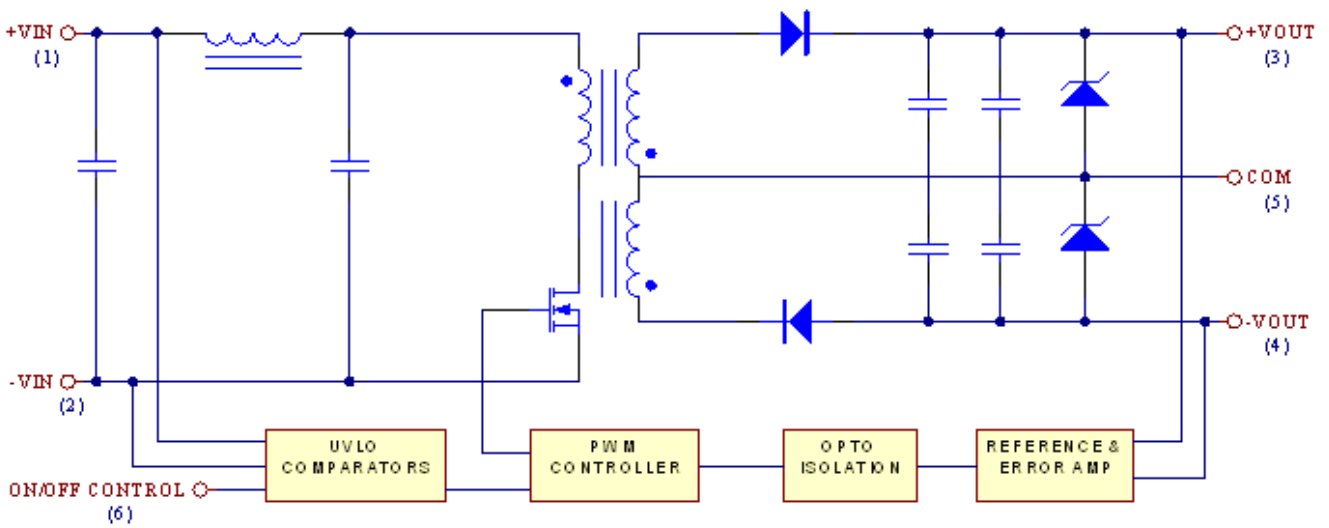 +VIN
(1)
+VOUT
(3)
COM
(5)
-VOUT
(4)
-VIN
(2)
UVLO
COMPARATORS
PWM
CONTROLLER
OPTO
ISOLATION
REFERENCE &
ERROR AMP
ON/OFF CONTROL
(6)